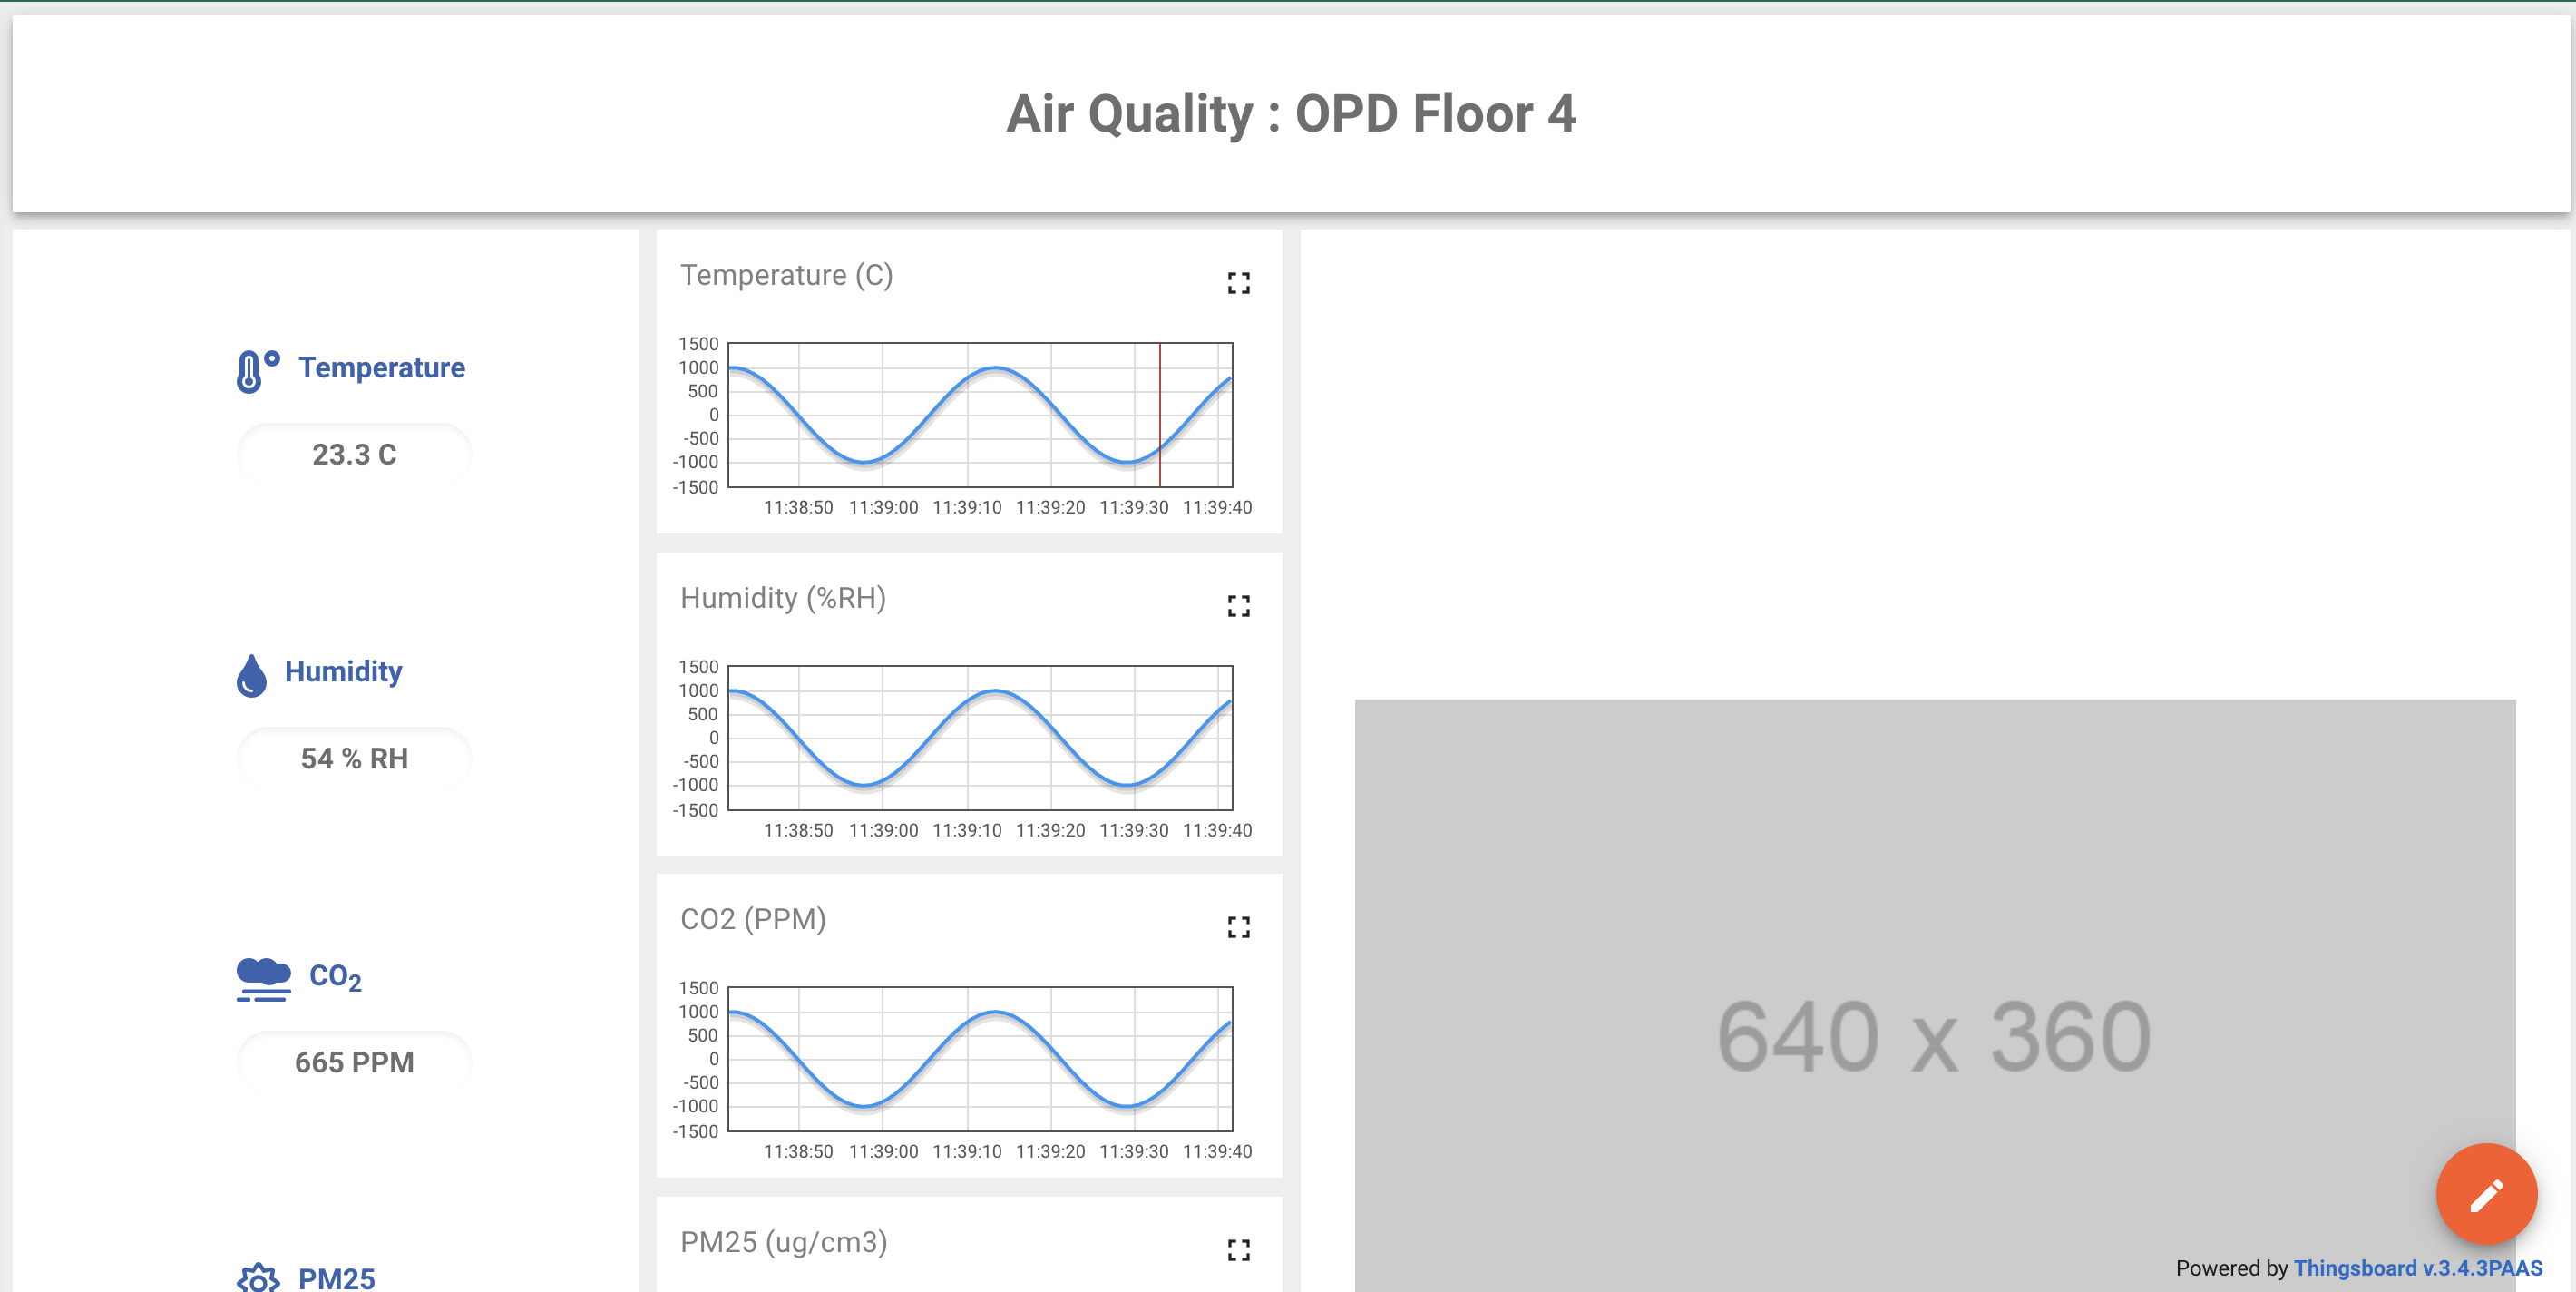 Air Quality : OPD Floor 4
Temperature
23.3 C
Humidity
54 % RH
CO2
665 PPM
PM25
Temperature (C)
1500
1000
500
0
-500
-1000
-1500
11:38:50 11:39:00 11:39:10 11:39:20 11:39:30 11:39:40
Humidity (%RH)
1500
1000
500
0
-500
-1000
-1500
11:38:50 11:39:00 11:39:10 11:39:20 11:39:30 11:39:40
CO2 (PPM)
1500
1000
500
0
-500
-1000
-1500
11:38:50 11:39:00 11:39:10 11:39:20 11:39:30 11:39:40
PM25 (ug/cm3)
640 x 360
Powered by Thingsboard v.3.4.3PAAS